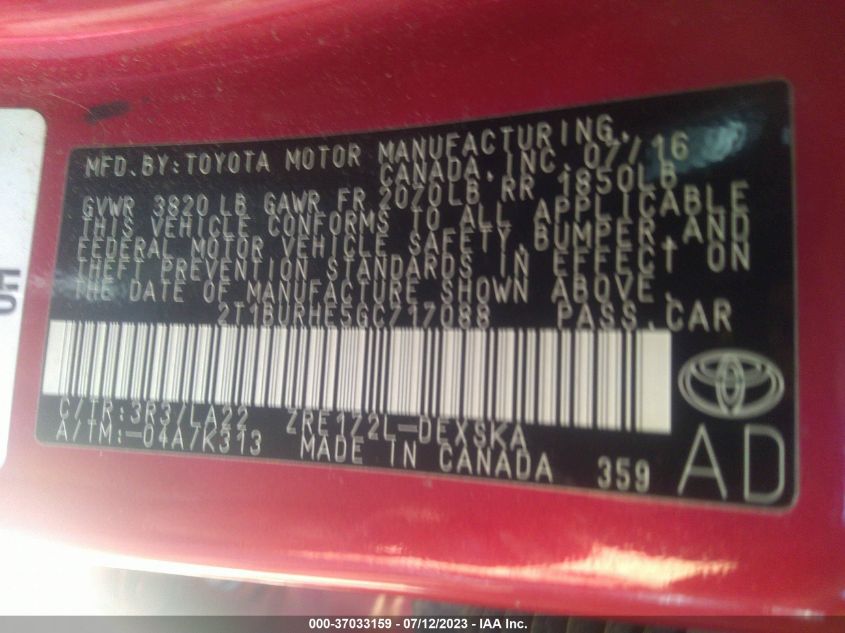 MFD.BY:TOYOTA MOTOR MANUFACTURING,
CANADA,INC. 07/16
GVWR 3820 LB GAWR FR 2070LB RR 1850LB
THIS VEHICLE CONFORMS TO ALL APPLICABLE
FEDERAL MOTOR VEHICLE SAFETY,BUMPER,AND
THEFT PREVENTION STANDARDS IN EFFECT ON
THE DATE OF MANUFACTURE SHOWN ABOVE.
2T1BURHE5GC717088 PASS.CAR
C/TR:3R3/LA22 ZRE172L-DEXSKA
A/TM:-04A/K313 MADE IN CANADA 359
AD
000-37033159 - 07/12/2023 - IAA Inc.